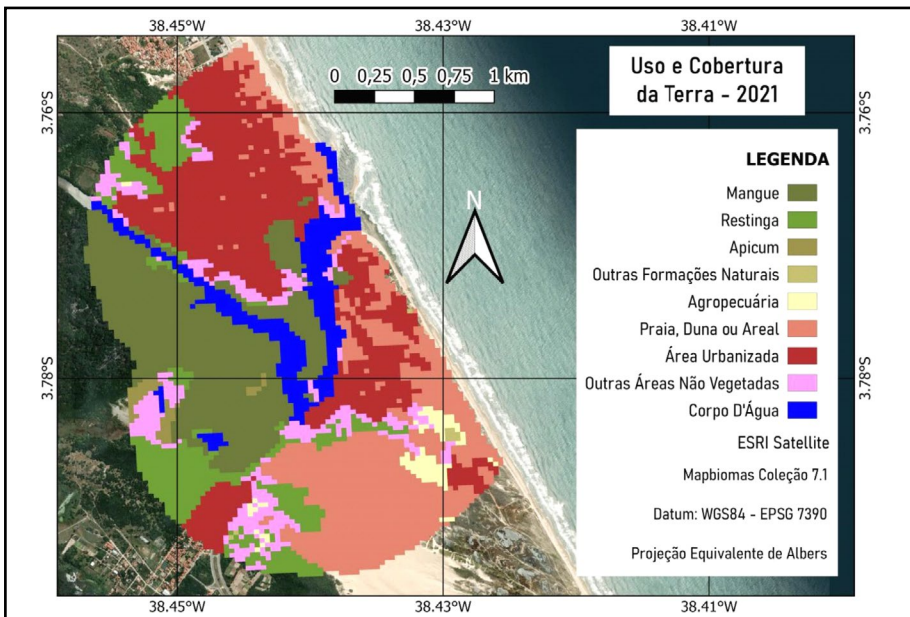 38.45°W 38.43°W 38.41°W
0 0,25 0,5 0,75 1 km
Uso e Cobertura
da Terra - 2021
3.76°S 3.76°S
LEGENDA
Mangue
Restinga
Apicum
N
Outras Formações Naturais
Agropecuária
Praia, Duna ou Areal
Área Urbanizada
3.78°S 3.78°S
Outras Áreas Não Vegetadas
Corpo D'Água
ESRI Satellite
Mapbiomas Coleção 7.1
Datum: WGS84 - EPSG 7390
Projeção Equivalente de Albers
38.45°W 38.43°W 38.41°W